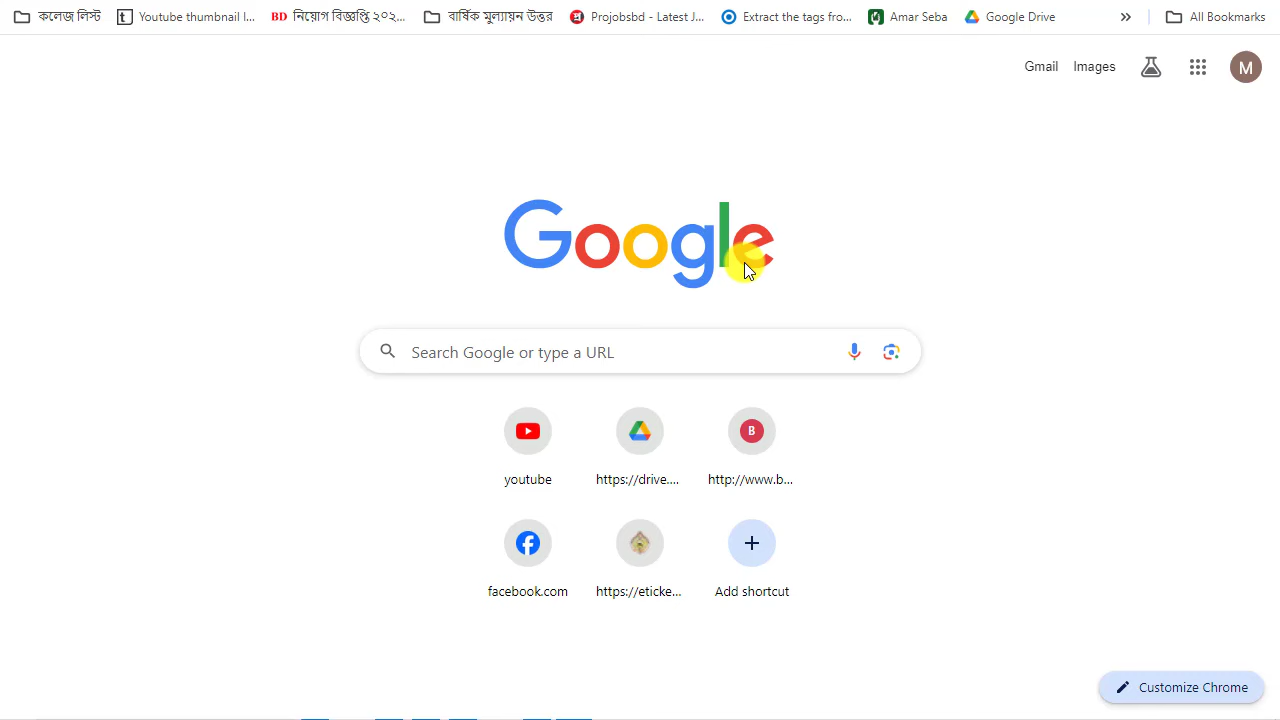 কলেজ লিস্ট Youtube thumbnail l... BD নিয়োগ বিজ্ঞপ্তি ২০২... বার্ষিক মুল্যায়ন উত্তর Prijobsbd - Latest J... Extract the tags fro... Amar Seba Google Drive » All Bookmarks
Gmail Images M
Google
Search Google or type a URL
B
youtube https://drive.... http://www.b...
facebook.com https://eticke... Add shortcut
Customize Chrome